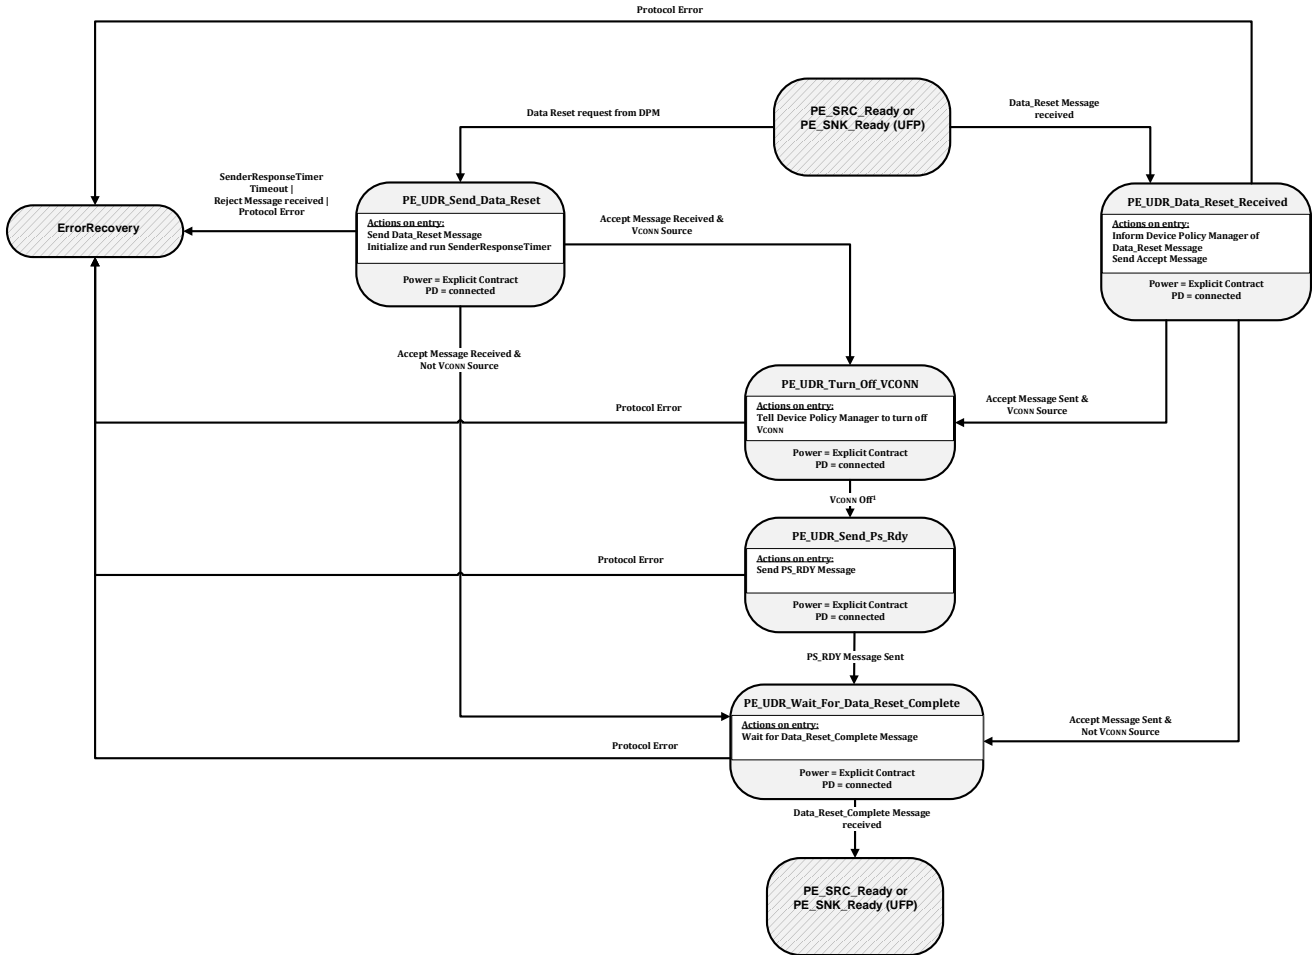 Protocol Error
PE_SRC_Ready or
PE_SNK_Ready (UFP)
Data Reset request from DPM
Data_Reset Message
received
SenderResponseTimer
Timeout |
Reject Message received |
Protocol Error
ErrorRecovery
PE_UDR_Send_Data_Reset
Actions on entry:
Send Data_Reset Message
Initialize and run SenderResponseTimer
Power = Explicit Contract
PD = connected
Accept Message Received &
VCONN Source
PE_UDR_Data_Reset_Received
Actions on entry:
Inform Device Policy Manager of
Data_Reset Message
Send Accept Message
Power = Explicit Contract
PD = connected
Accept Message Received &
Not VCONN Source
PE_UDR_Turn_Off_VCONN
Actions on entry:
Tell Device Policy Manager to turn off
VCONN
Power = Explicit Contract
PD = connected
Protocol Error
Accept Message Sent &
VCONN Source
VCONN Off¹
PE_UDR_Send_Ps_Rdy
Actions on entry:
Send PS_RDY Message
Power = Explicit Contract
PD = connected
Protocol Error
PS_RDY Message Sent
PE_UDR_Wait_For_Data_Reset_Complete
Actions on entry:
Wait for Data_Reset_Complete Message
Power = Explicit Contract
PD = connected
Protocol Error
Accept Message Sent &
Not VCONN Source
Data_Reset_Complete Message
received
PE_SRC_Ready or
PE_SNK_Ready (UFP)